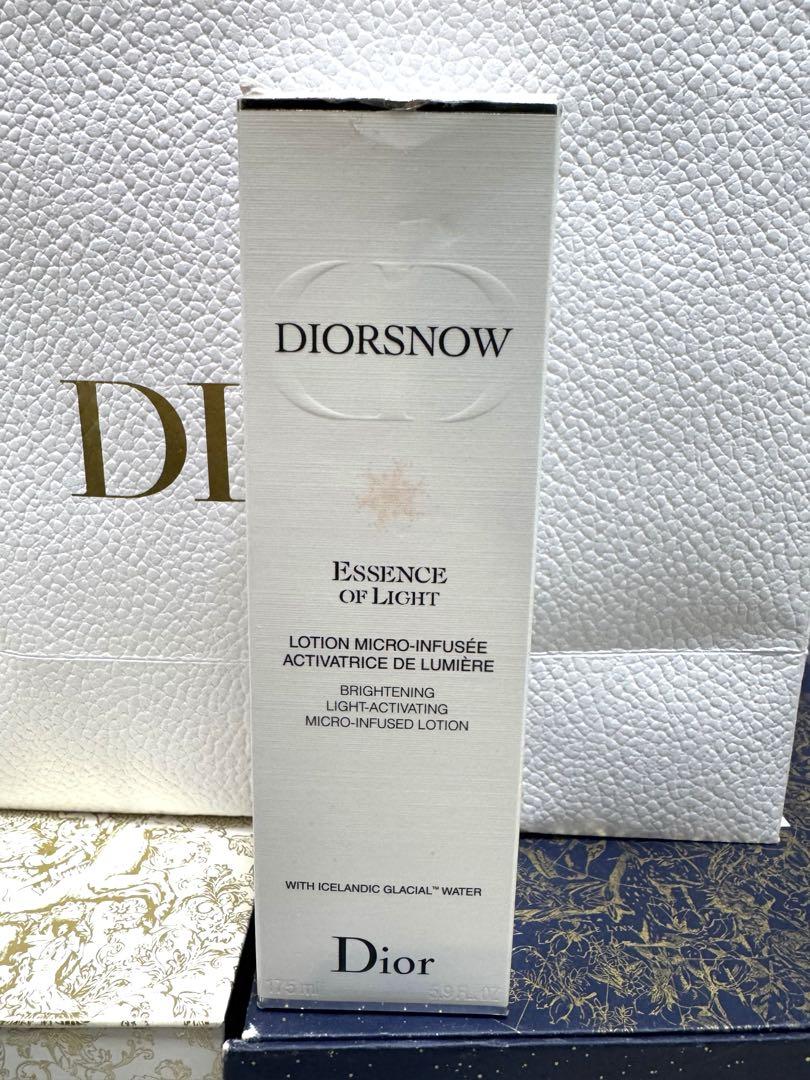 DIORSNOW
DI
ESSENCE
OF LIGHT
LOTION MICRO-INFUSÉE
ACTIVATRICE DE LUMIÈRE
BRIGHTENING
LIGHT-ACTIVATING
MICRO-INFUSED LOTION
WITH ICELANDIC GLACIAL™ WATER
Dior
175 ml 5.9 FL. OZ